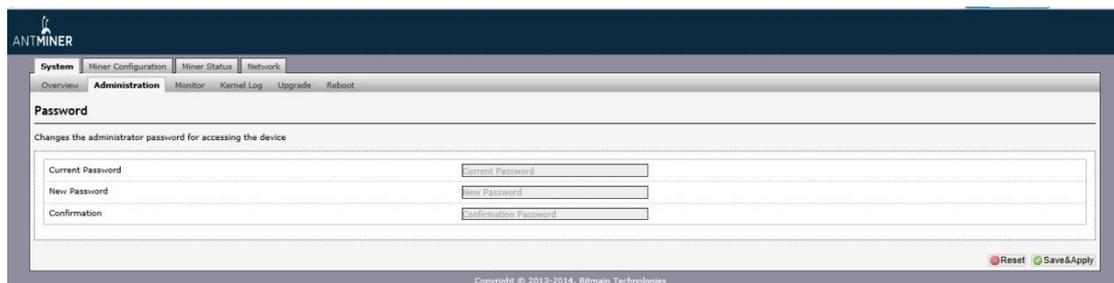 ANTMINER
System Miner Configuration Miner Status Network
Overview Administration Monitor Kernel Log Upgrade Reboot
Password
Changes the administrator password for accessing the device
Current Password Current Password
New Password New Password
Confirmation Confirmation Password
Reset Save&Apply
Copyright © 2013-2014, Bitmain Technologies